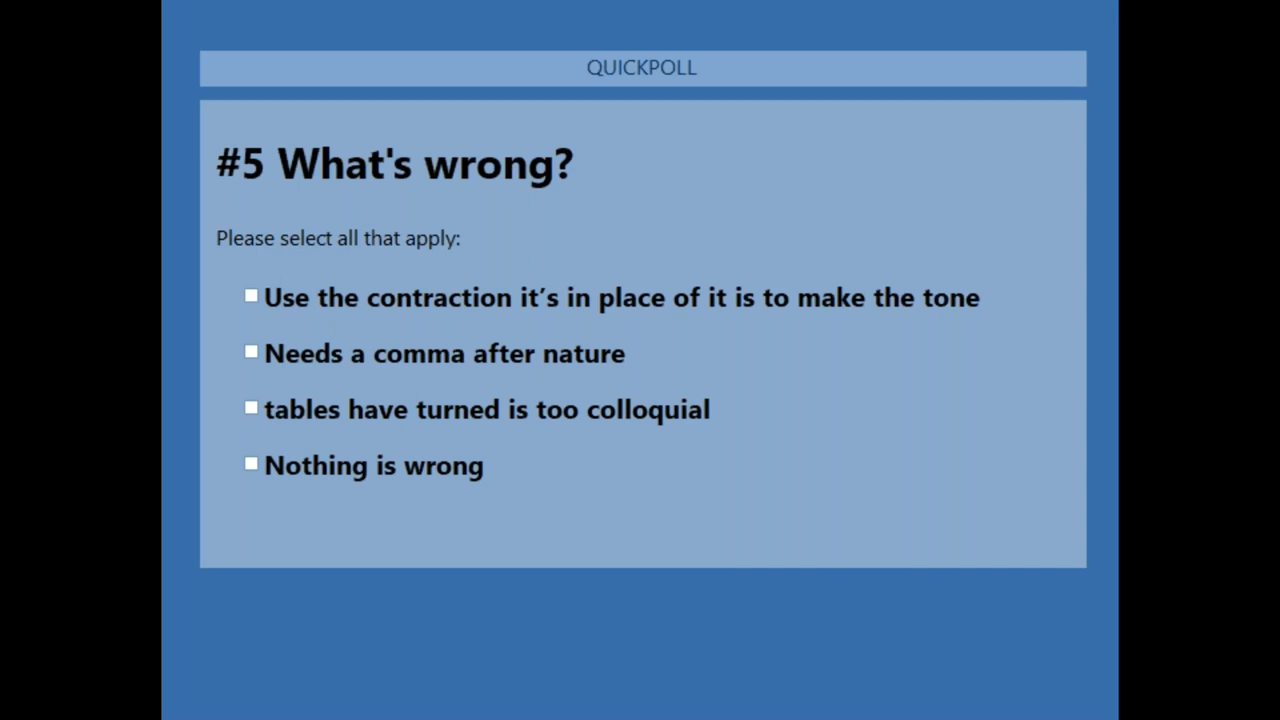 QUICKPOLL
#5 What's wrong?
Please select all that apply:
Use the contraction it’s in place of it is to make the tone
Needs a comma after nature
tables have turned is too colloquial
Nothing is wrong